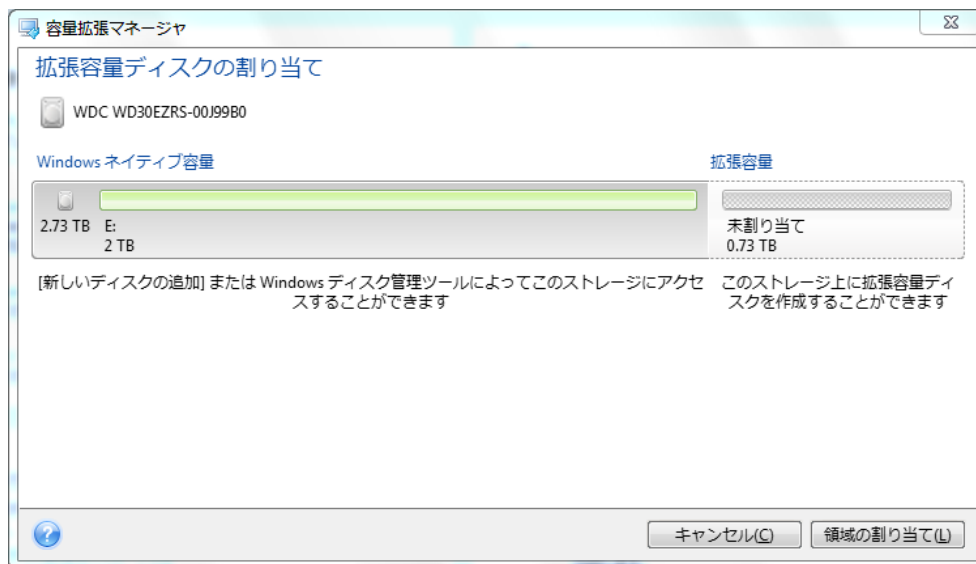 容量拡張マネージャ
拡張容量ディスクの割り当て
WDC WD30EZRS-00J99B0
Windows ネイティブ容量
拡張容量
2.73 TB
E:
2 TB
未割り当て
0.73 TB
[新しいディスクの追加] または Windows ディスク管理ツールによってこのストレージにアクセ
スすることができます
このストレージ上に拡張容量ディ
スクを作成することができます
キャンセル(C)
領域の割り当て(L)